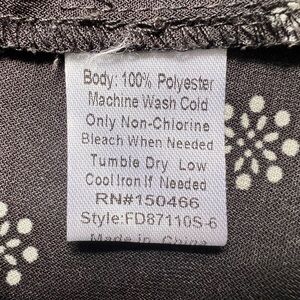 Body: 100% Polyester
Machine Wash Cold
Only Non-Chlorine
Bleach When Needed
Tumble Dry Low
Cool Iron If Needed
RN#150466
Style:FD87110S-6
Made in China